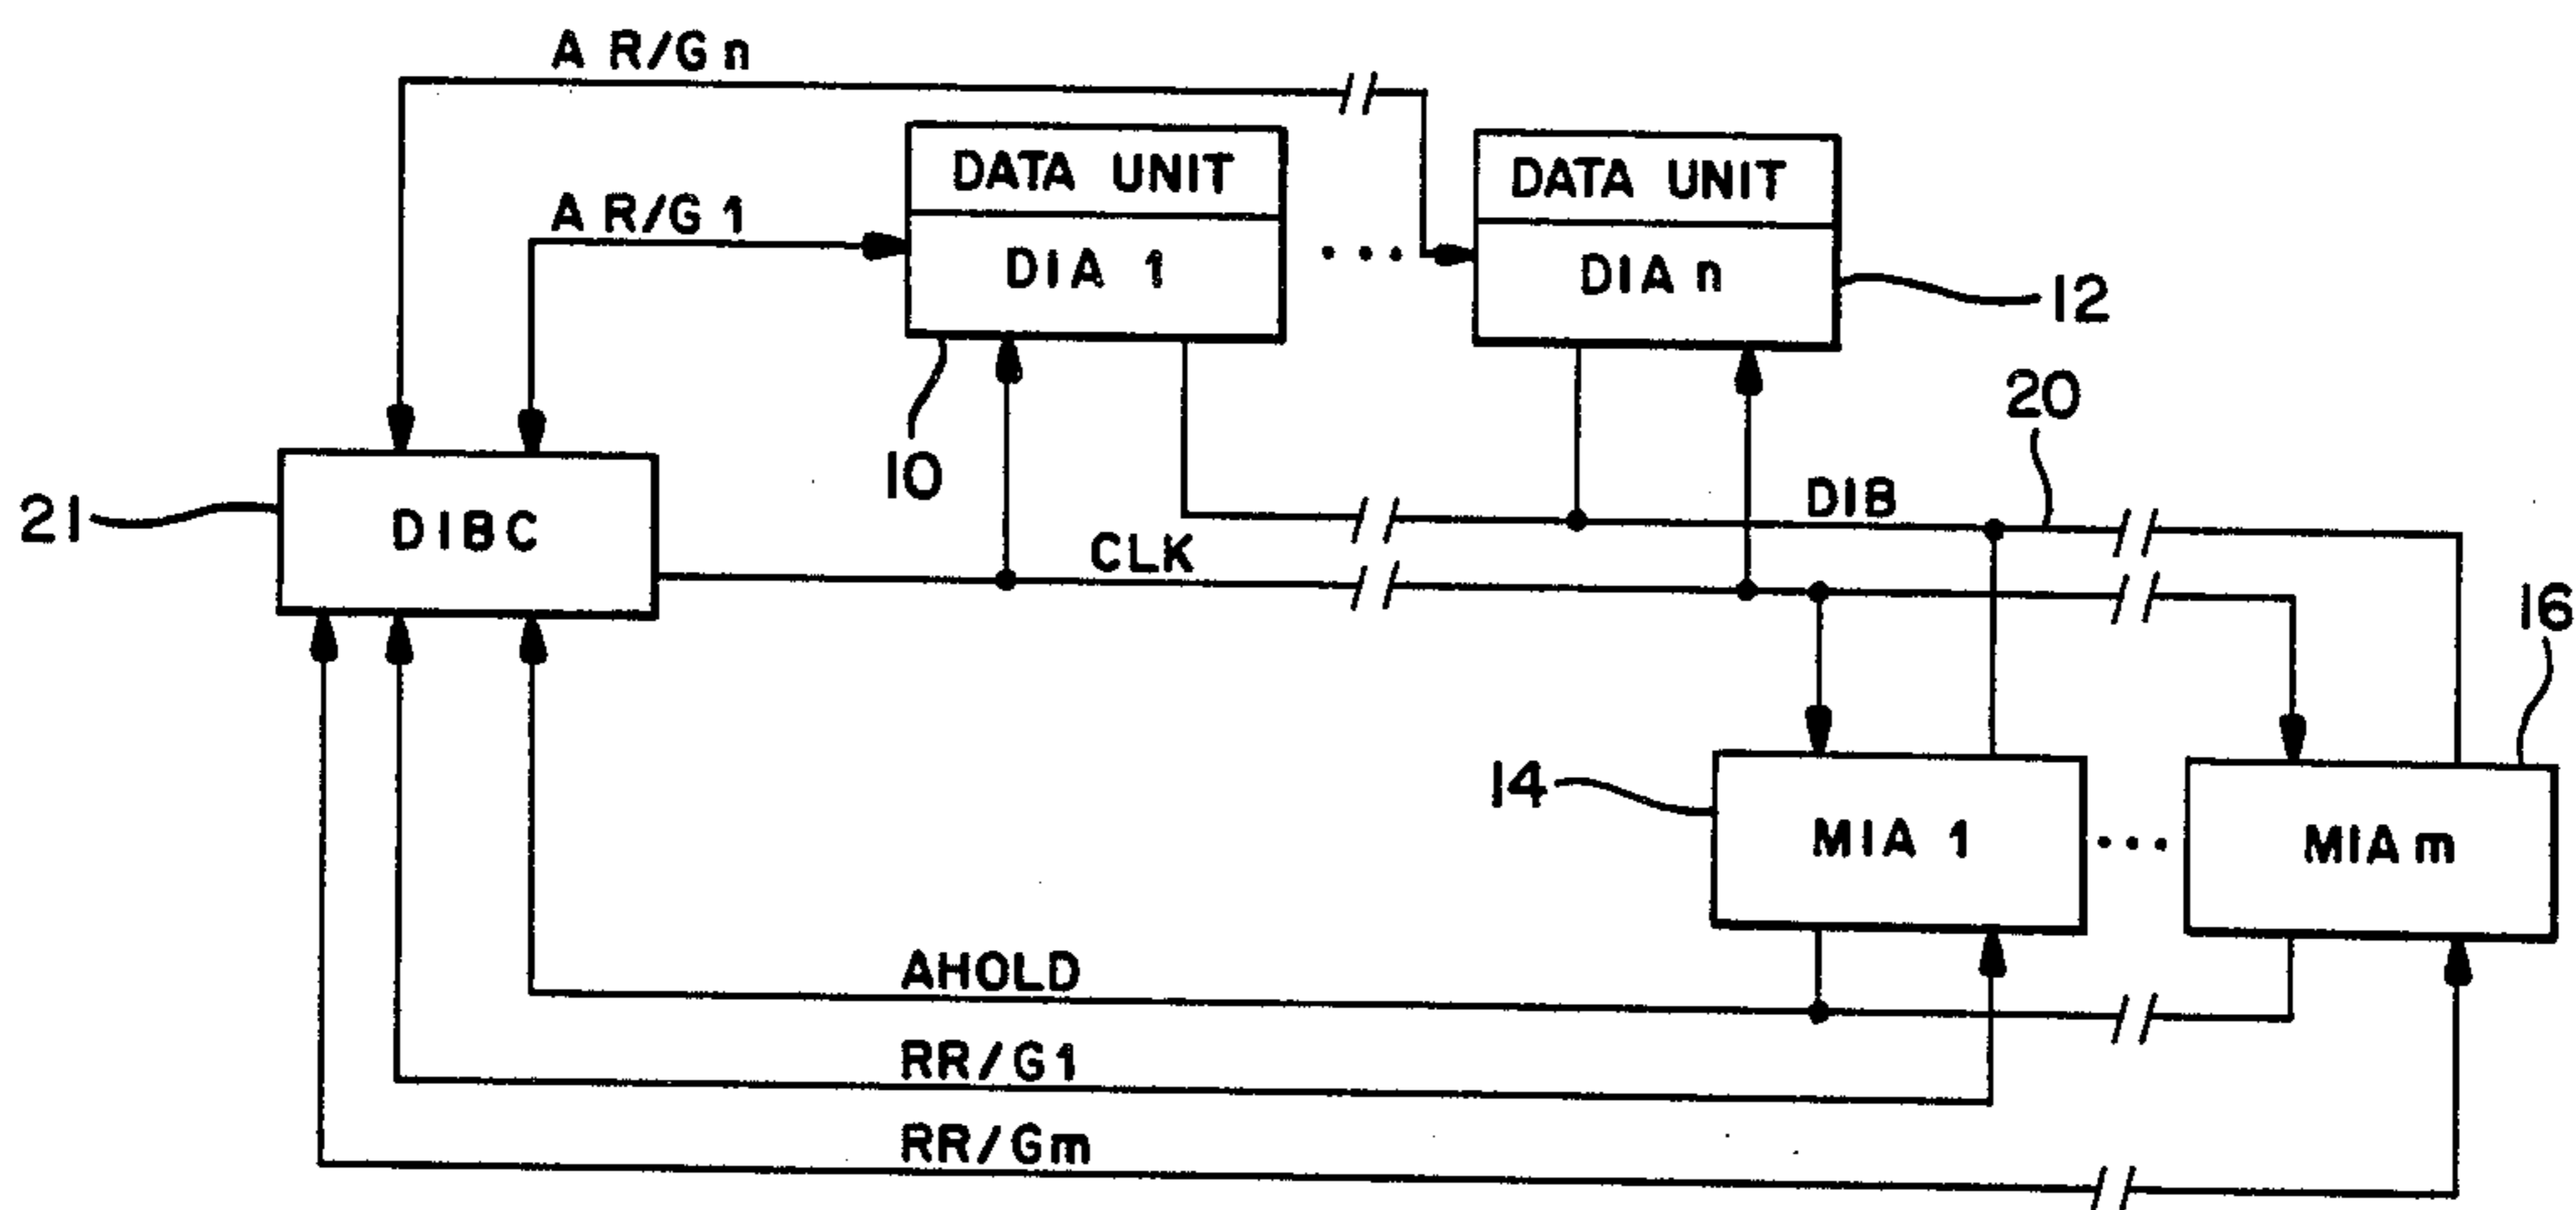 A R/G n
DATA UNIT
DATA UNIT
A R/G 1
DIA 1
DIA n
12
20
10
DIB
21
DIBC
CLK
16
14
MIA 1
MIA m
AHOLD
RR/G1
RR/Gm